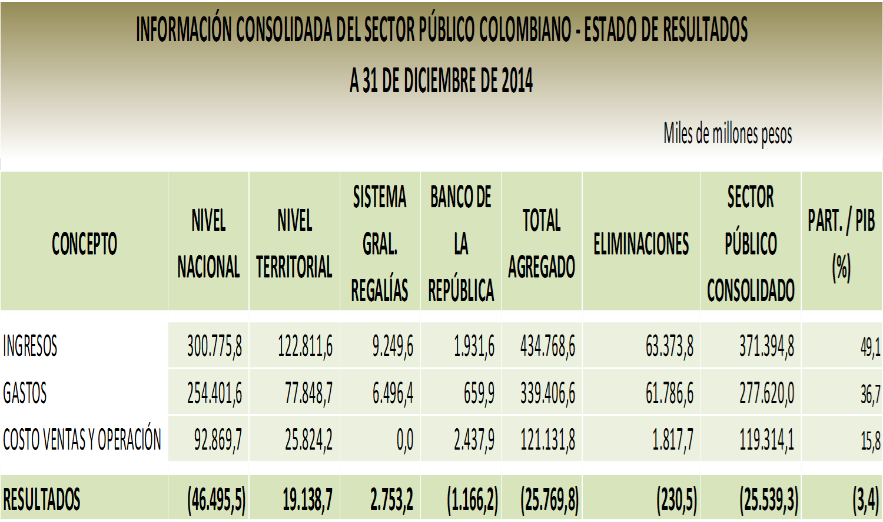 INFORMACIÓN CONSOLIDADA DEL SECTOR PÚBLICO COLOMBIANO - ESTADO DE RESULTADOS
A 31 DE DICIEMBRE DE 2014
Miles de millones pesos
CONCEPTO NIVEL NACIONAL NIVEL TERRITORIAL SISTEMA GRAL. REGALÍAS BANCO DE LA REPÚBLICA TOTAL AGREGADO ELIMINACIONES SECTOR PÚBLICO CONSOLIDADO PART. / PIB (%)
INGRESOS 300.775,8 122.811,6 9.249,6 1.931,6 434.768,6 63.373,8 371.394,8 49,1
GASTOS 254.401,6 77.848,7 6.496,4 659,9 339.406,6 61.786,6 277.620,0 36,7
COSTO VENTAS Y OPERACIÓN 92.869,7 25.824,2 0,0 2.437,9 121.131,8 1.817,7 119.314,1 15,8
RESULTADOS (46.495,5) 19.138,7 2.753,2 (1.166,2) (25.769,8) (230,5) (25.539,3) (3,4)